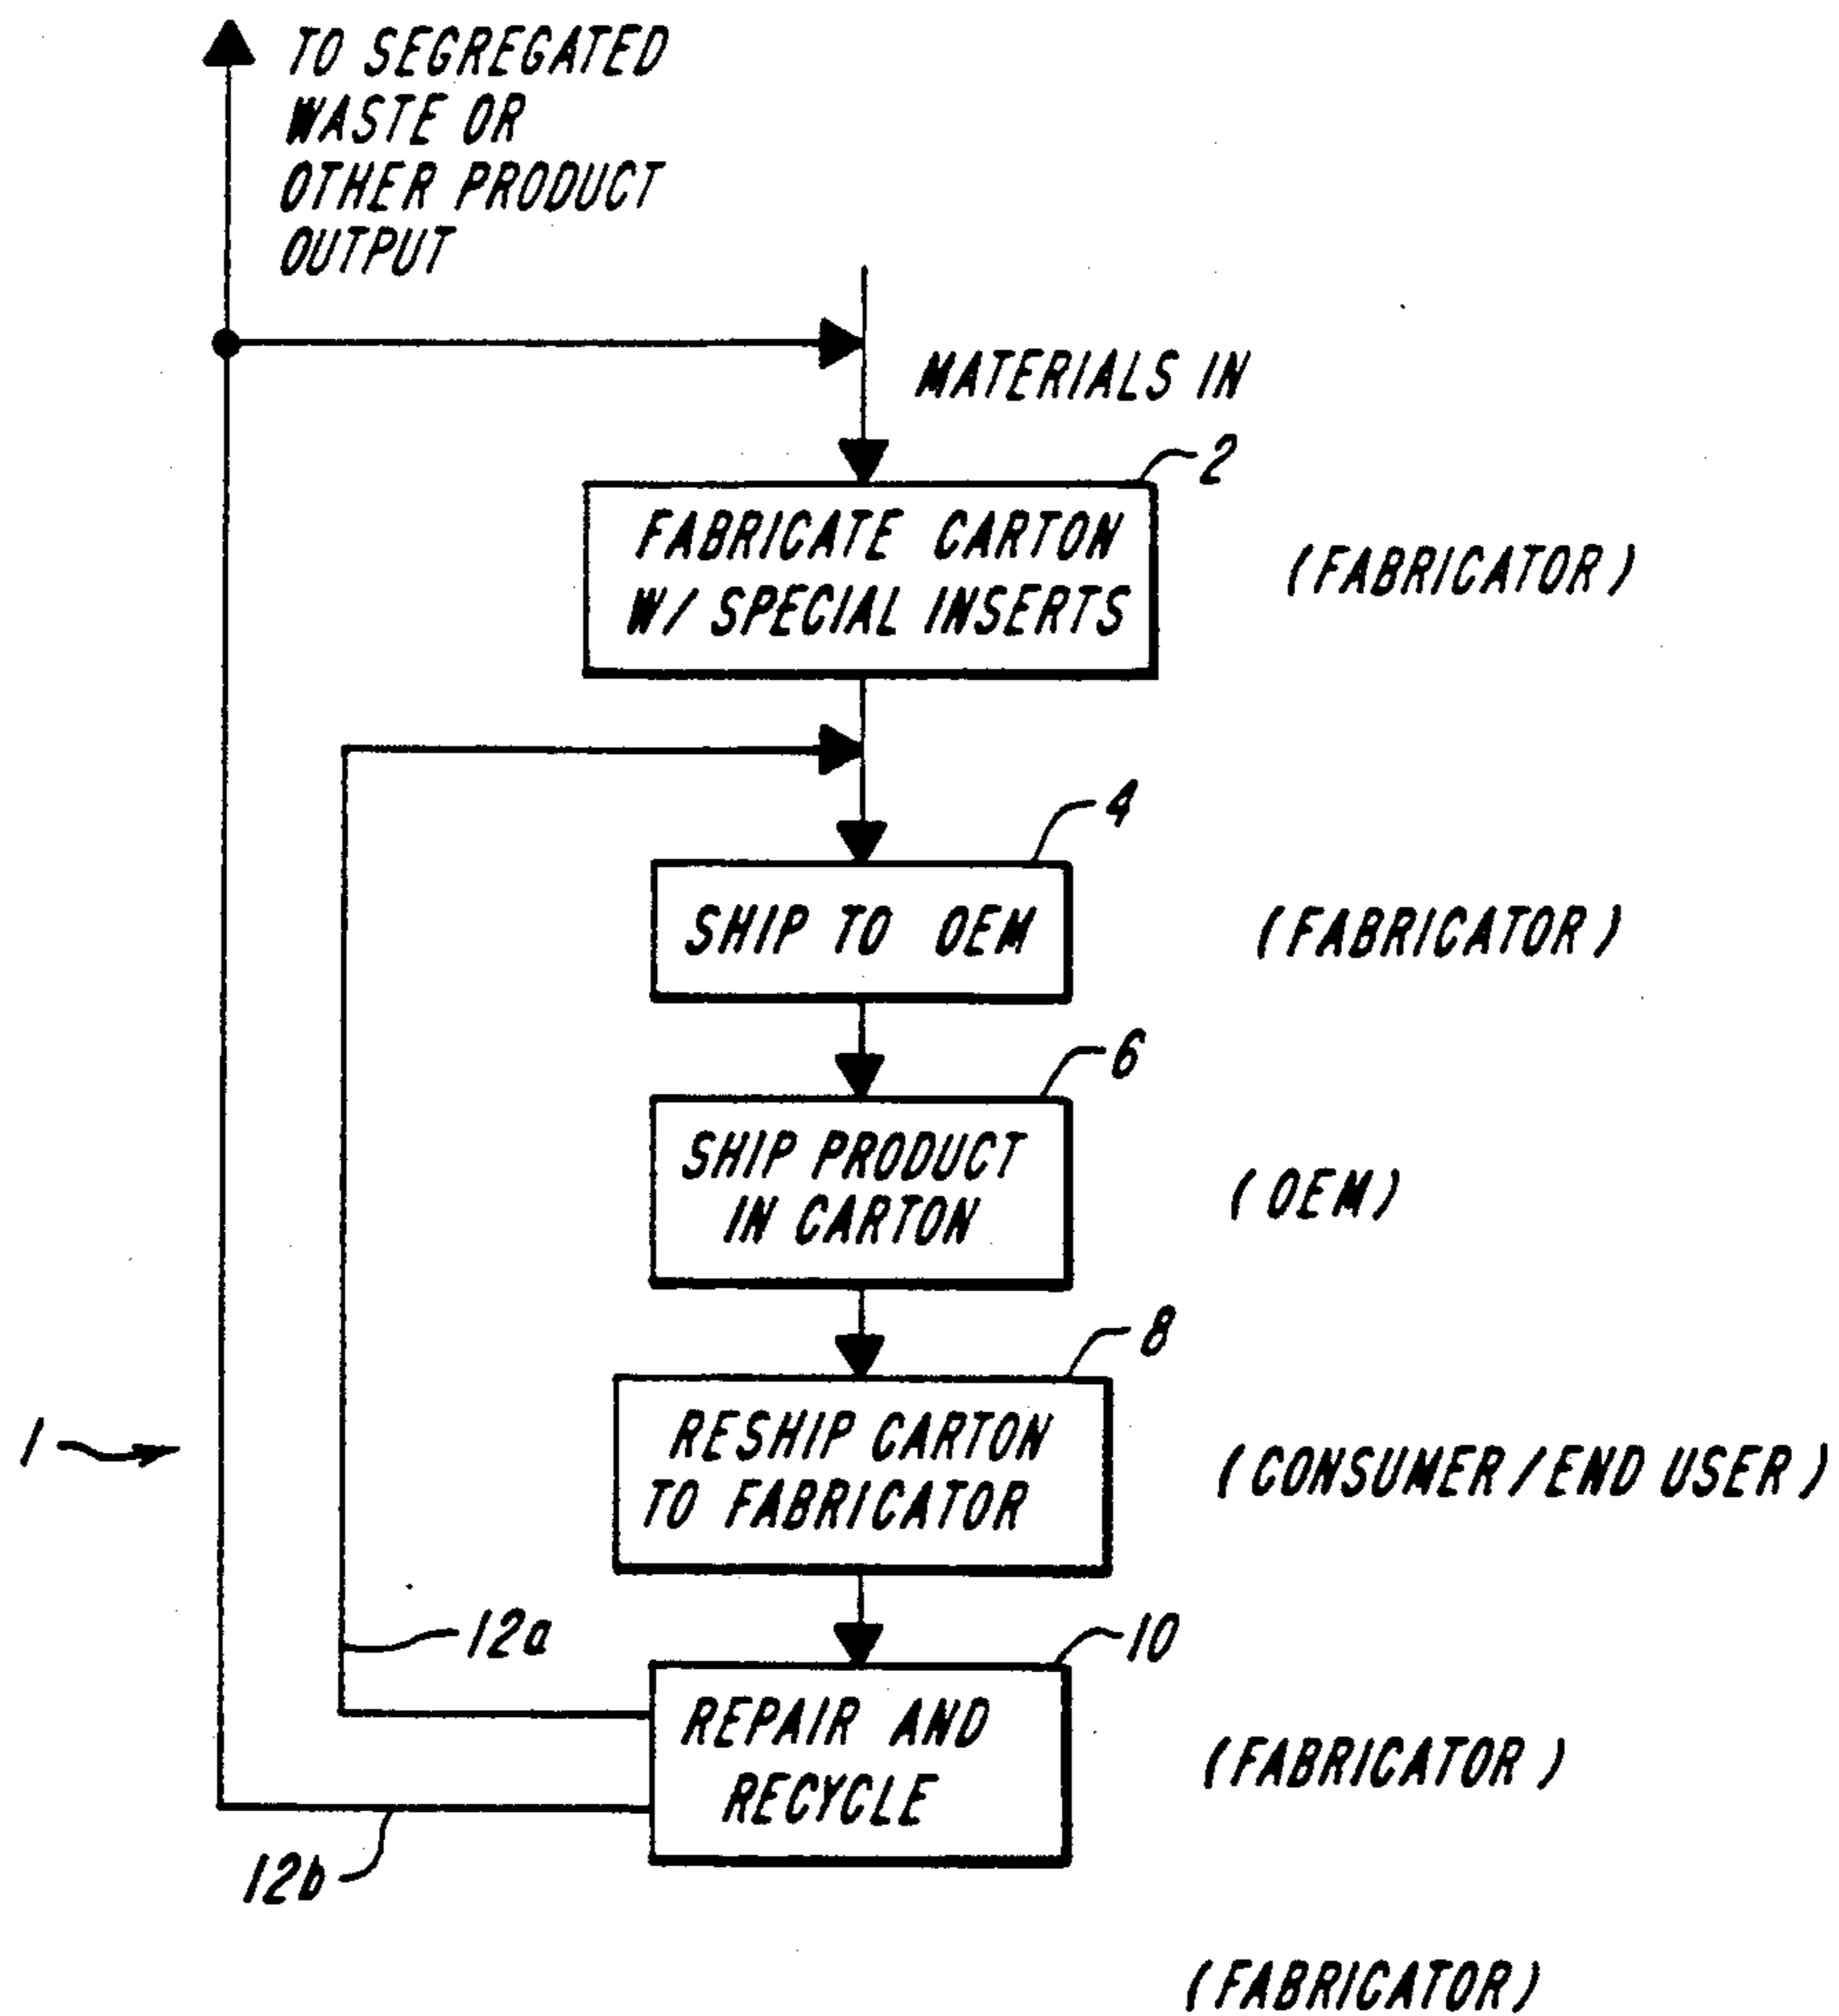 TO SEGREGATED
WASTE OR
OTHER PRODUCT
OUTPUT
MATERIALS IN
2
FABRICATE CARTON
W/ SPECIAL INSERTS
(FABRICATOR)
4
SHIP TO OEM
(FABRICATOR)
6
SHIP PRODUCT
IN CARTON
(OEM)
8
RESHIP CARTON
TO FABRICATOR
(CONSUMER/END USER)
1
12a
10
REPAIR AND
RECYCLE
(FABRICATOR)
12b
(FABRICATOR)